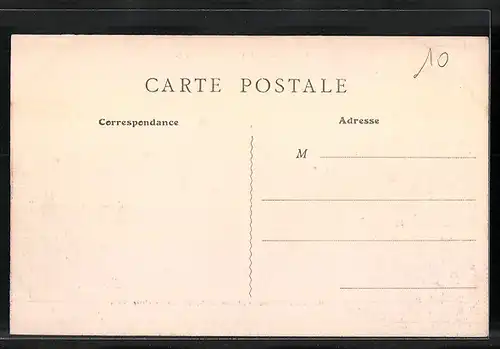 10
CARTE POSTALE
Correspondance
Adresse
M